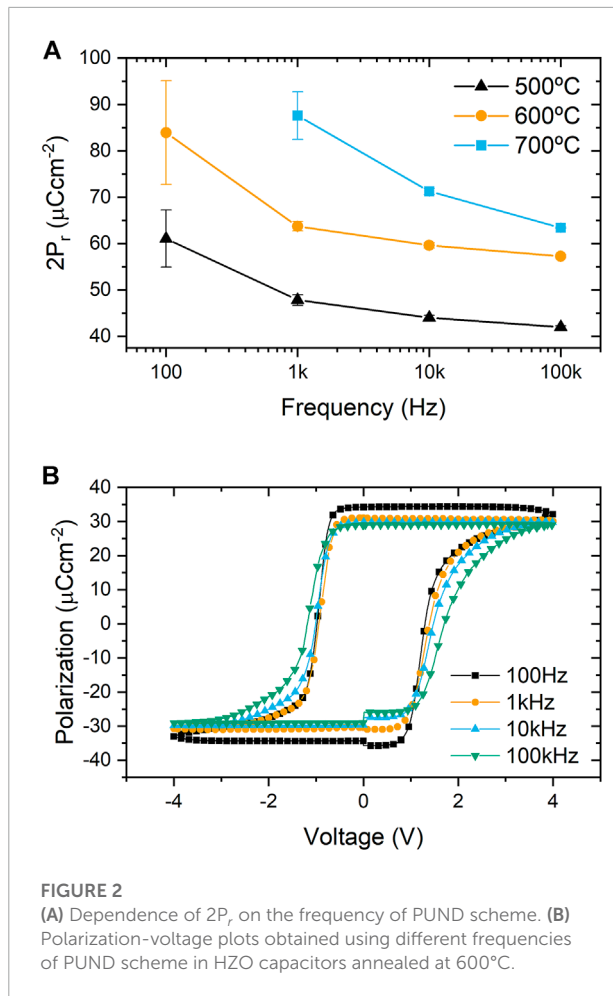 A
100
90
80
70
60
50
40
2Pr (μCcm-2)
500ºC
600ºC
700ºC
100
1k
10k
100k
Frequency (Hz)
B
40
30
20
10
0
-10
-20
-30
-40
Polarization (μCcm-2)
100Hz
1kHz
10kHz
100kHz
-4
-2
0
2
4
Voltage (V)
FIGURE 2
(A) Dependence of 2Pr on the frequency of PUND scheme. (B)
Polarization-voltage plots obtained using different frequencies
of PUND scheme in HZO capacitors annealed at 600°C.